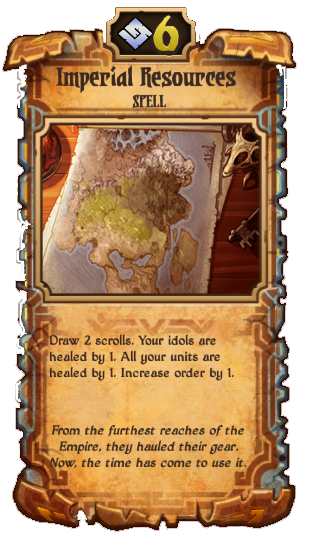 6
Imperial Resources
SPELL
Draw 2 scrolls. Your idols are
healed by 1. All your units are
healed by 1. Increase order by 1.
From the furthest reaches of the
Empire, they hauled their gear.
Now, the time has come to use it.